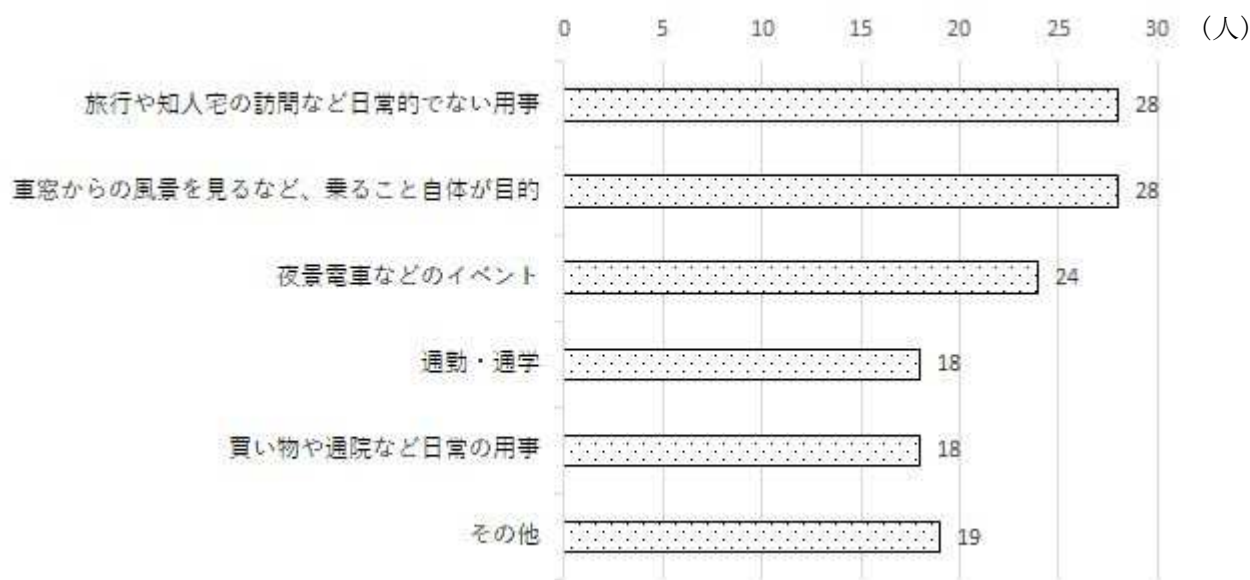 0 5 10 15 20 25 30 (人)
旅行や知人宅の訪問など日常的でない用事 28
車窓からの風景を見るなど、乗ること自体が目的 28
夜景電車などのイベント 24
通勤・通学 18
買い物や通院など日常の用事 18
その他 19